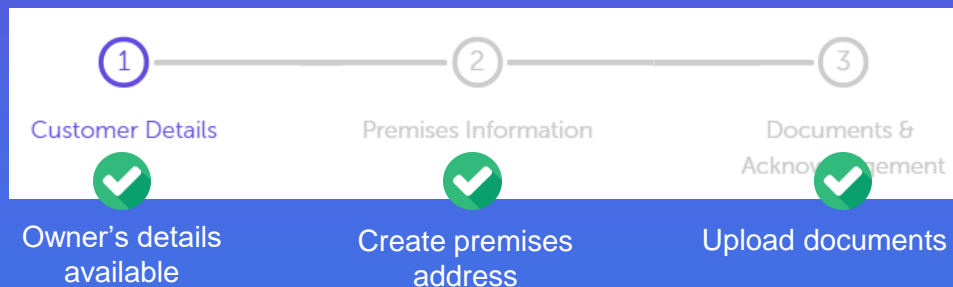 1
2
3
Customer Details
Premises Information
Documents &
Owner's details
available
Create premises
address
Upload documents